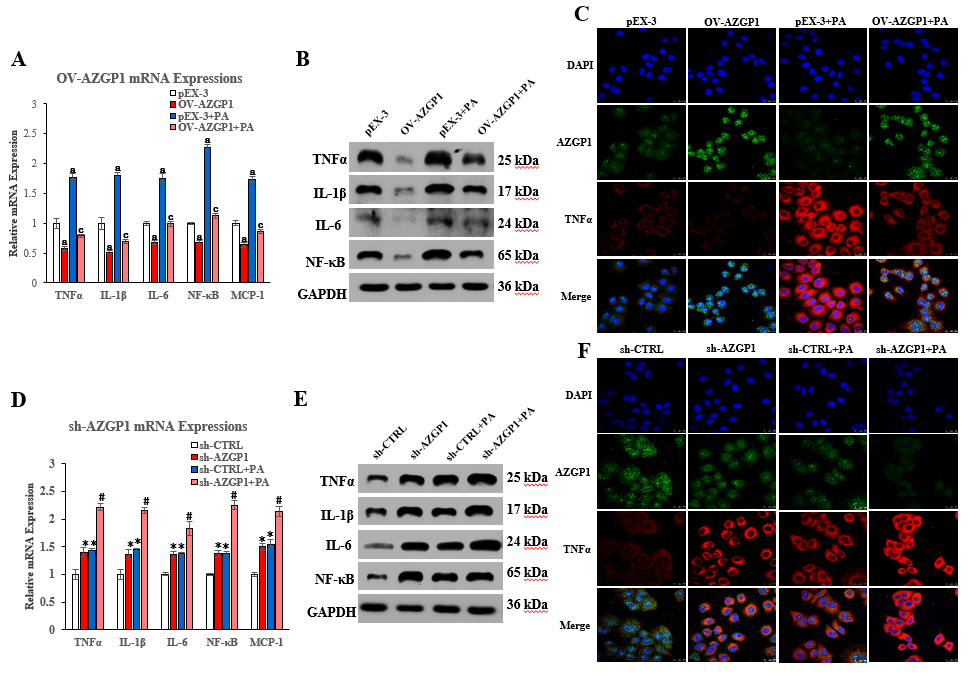 A
OV-AZGP1 mRNA Expressions
pEX-3
OV-AZGP1
pEX-3+PA
OV-AZGP1+PA
Relative mRNA Expression
3
2.5
2
1.5
1
0.5
0
a a c
a a c
a a c
a a c
a a c
TNFα IL-1β IL-6 NF-κB MCP-1
B
pEX-3 OV-AZGP1 pEX-3+PA OV-AZGP1+PA
TNFα 25 kDa
IL-1β 17 kDa
IL-6 24 kDa
NF-κB 65 kDa
GAPDH 36 kDa
C
pEX-3 OV-AZGP1 pEX-3+PA OV-AZGP1+PA
DAPI
AZGP1
TNFα
Merge
D
sh-AZGP1 mRNA Expressions
sh-CTRL
sh-AZGP1
sh-CTRL+PA
sh-AZGP1+PA
Relative mRNA Expression
3
2.5
2
1.5
1
0.5
0
* * #
* * #
* * #
* * #
* * #
TNFα IL-1β IL-6 NF-κB MCP-1
E
sh-CTRL sh-AZGP1 sh-CTRL+PA sh-AZGP1+PA
TNFα 25 kDa
IL-1β 17 kDa
IL-6 24 kDa
NF-κB 65 kDa
GAPDH 36 kDa
F
sh-CTRL sh-AZGP1 sh-CTRL+PA sh-AZGP1+PA
DAPI
AZGP1
TNFα
Merge